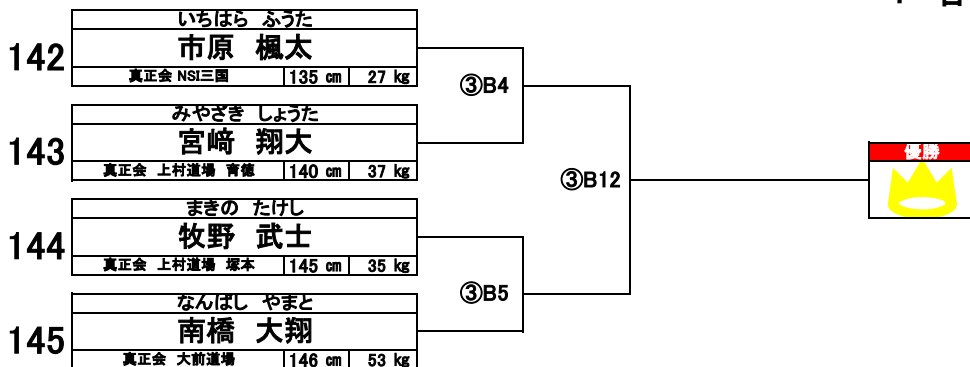 142
いちはら ふうた
市原 楓太
真正会 NSI三国 135 cm 27 kg
③B4
143
みやざき しょうた
宮﨑 翔大
真正会 上村道場 育徳 140 cm 37 kg
③B12
優勝
144
まきの たけし
牧野 武士
真正会 上村道場 塚本 145 cm 35 kg
③B5
145
なんばし やまと
南橋 大翔
真正会 大前道場 146 cm 53 kg